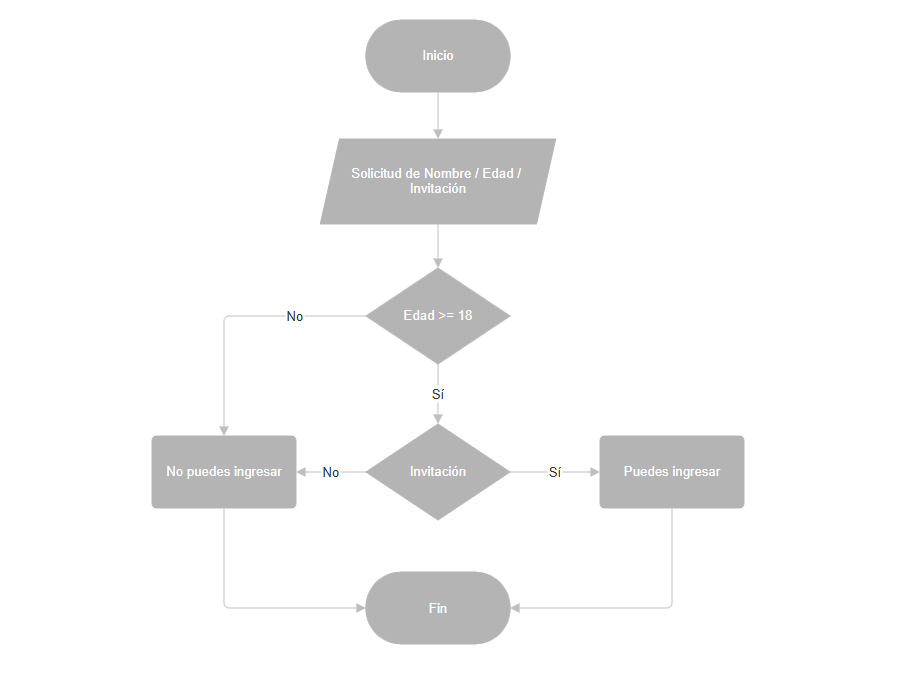 Inicio
Solicitud de Nombre / Edad /
Invitación
Edad >= 18
No
Sí
No puedes ingresar
No
Invitación
Sí
Puedes ingresar
Fin